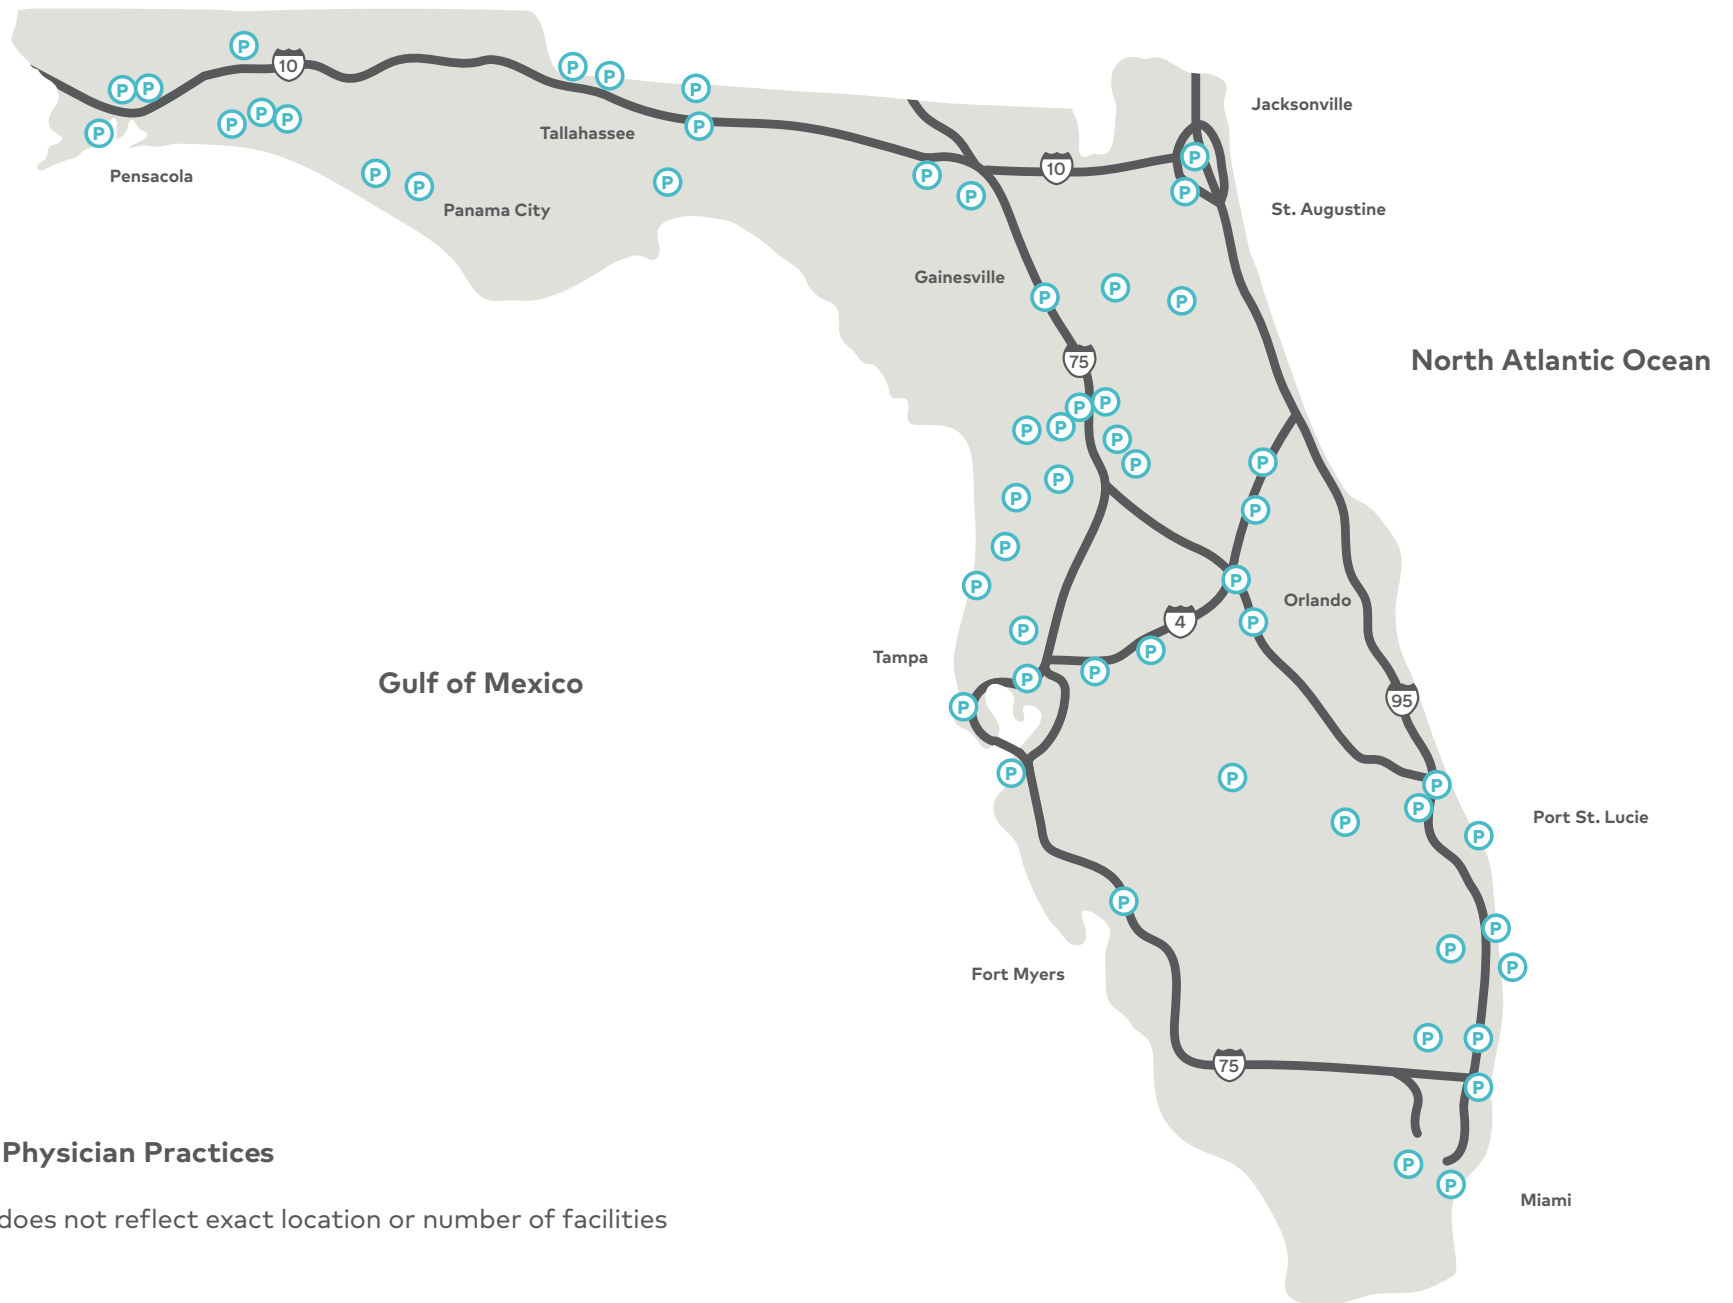 P
10
P
P
P
P
P
P
P
P
P
P
P
Jacksonville
P
P
P
P
Tallahassee
Pensacola
P
P
P
P
10
P
P
P
Panama City
St. Augustine
Gainesville
P
P
P
75
North Atlantic Ocean
P
P
P
P
P
P
P
P
P
P
P
P
P
Orlando
4
P
P
P
P
Tampa
Gulf of Mexico
P
P
95
P
P
P
P
P
P
Port St. Lucie
P
P
P
P
P
Fort Myers
P
P
75
P
Physician Practices
P
P
Miami
does not reflect exact location or number of facilities